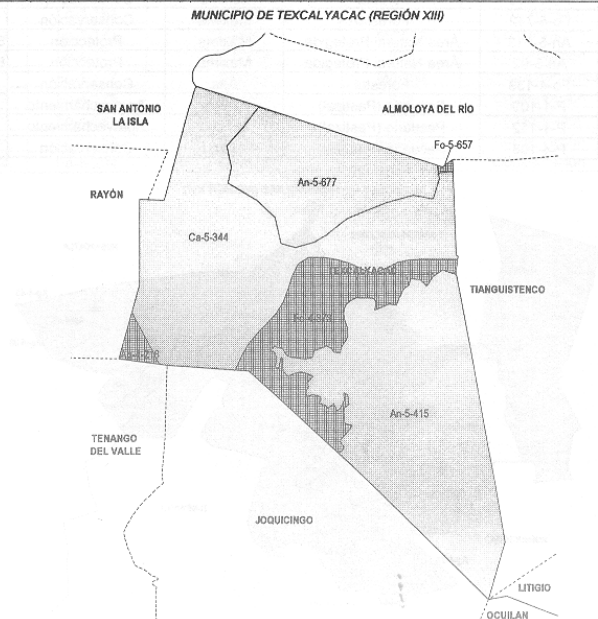 MUNICIPIO DE TEXCALYACAC (REGIÓN XIII)
SAN ANTONIO
LA ISLA
ALMOLOYA DEL RÍO
Fo-5-657
An-5-677
RAYÓN
Ca-5-344
TEXCALYACAC
TIANGUISTENCO
An-5-415
TENANGO
DEL VALLE
JOQUICINGO
LITIGIO
OCUILAN